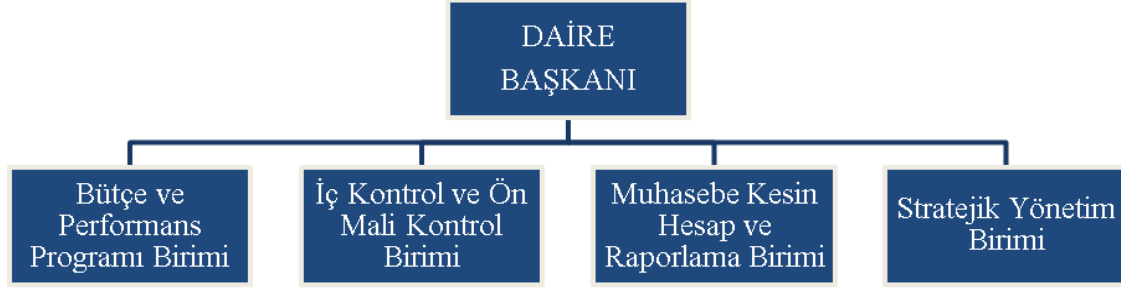 DAİRE
BAŞKANI
Bütçe ve
Performans
Programı Birimi
İç Kontrol ve Ön
Mali Kontrol
Birimi
Muhasebe Kesin
Hesap ve
Raporlama Birimi
Stratejik Yönetim
Birimi